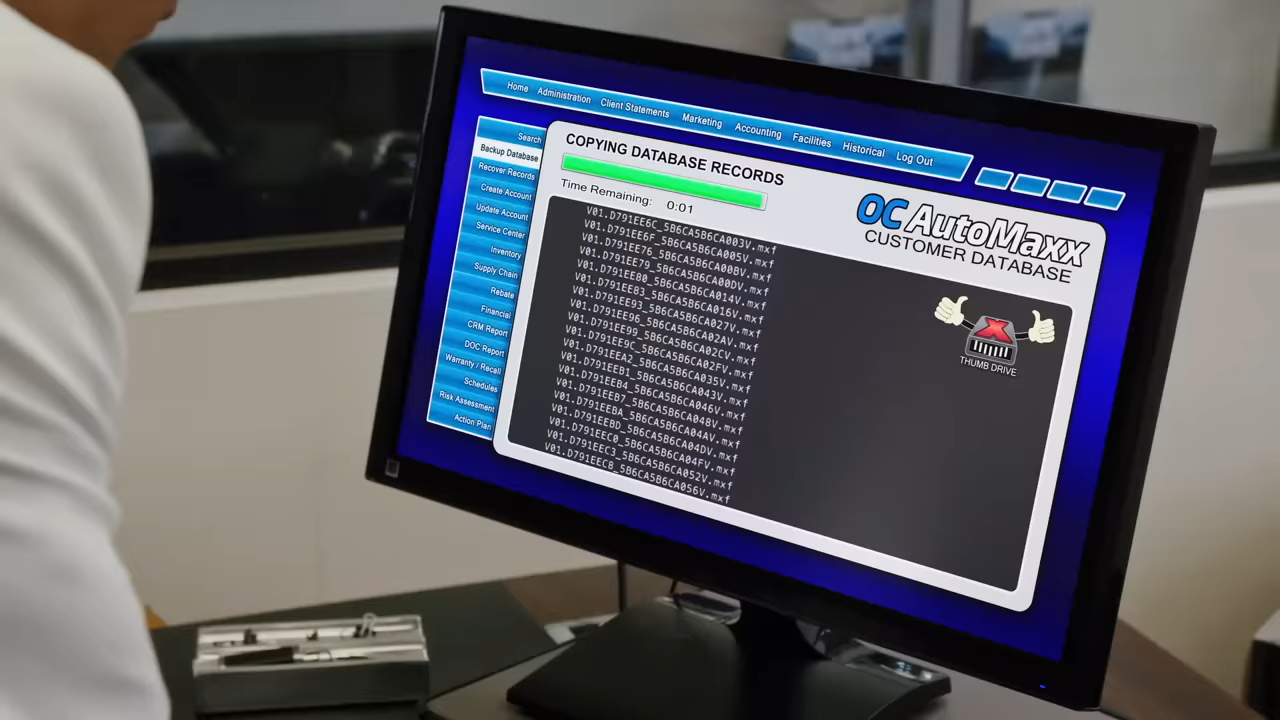 Home Administration Client Statements Marketing Accounting Facilities Historical Log Out
Search
Backup Database
Recover Records
Create Account
Update Account
Service Center
Inventory
Supply Chain
Rebate
Financial
CRM Report
DOC Report
Warranty / Recall
Schedules
Risk Assessment
Action Plan
COPYING DATABASE RECORDS
Time Remaining: 0:01
OC AutoMaxx
CUSTOMER DATABASE
V01.D791EE6C_5B6CA5B6CA003V.mxf
V01.D791EE6F_5B6CA5B6CA005V.mxf
V01.D791EE76_5B6CA5B6CA00BV.mxf
V01.D791EE79_5B6CA5B6CA00DV.mxf
V01.D791EE80_5B6CA5B6CA014V.mxf
V01.D791EE83_5B6CA5B6CA016V.mxf
V01.D791EE93_5B6CA5B6CA027V.mxf
V01.D791EE96_5B6CA5B6CA02AV.mxf
V01.D791EE99_5B6CA5B6CA02CV.mxf
V01.D791EE9C_5B6CA5B6CA02FV.mxf
V01.D791EEA2_5B6CA5B6CA035V.mxf
V01.D791EEB1_5B6CA5B6CA043V.mxf
V01.D791EEB4_5B6CA5B6CA046V.mxf
V01.D791EEB7_5B6CA5B6CA048V.mxf
V01.D791EEBA_5B6CA5B6CA04AV.mxf
V01.D791EEBD_5B6CA5B6CA04DV.mxf
V01.D791EEC0_5B6CA5B6CA04FV.mxf
V01.D791EEC3_5B6CA5B6CA052V.mxf
V01.D791EEC8_5B6CA5B6CA056V.mxf
X
THUMB DRIVE